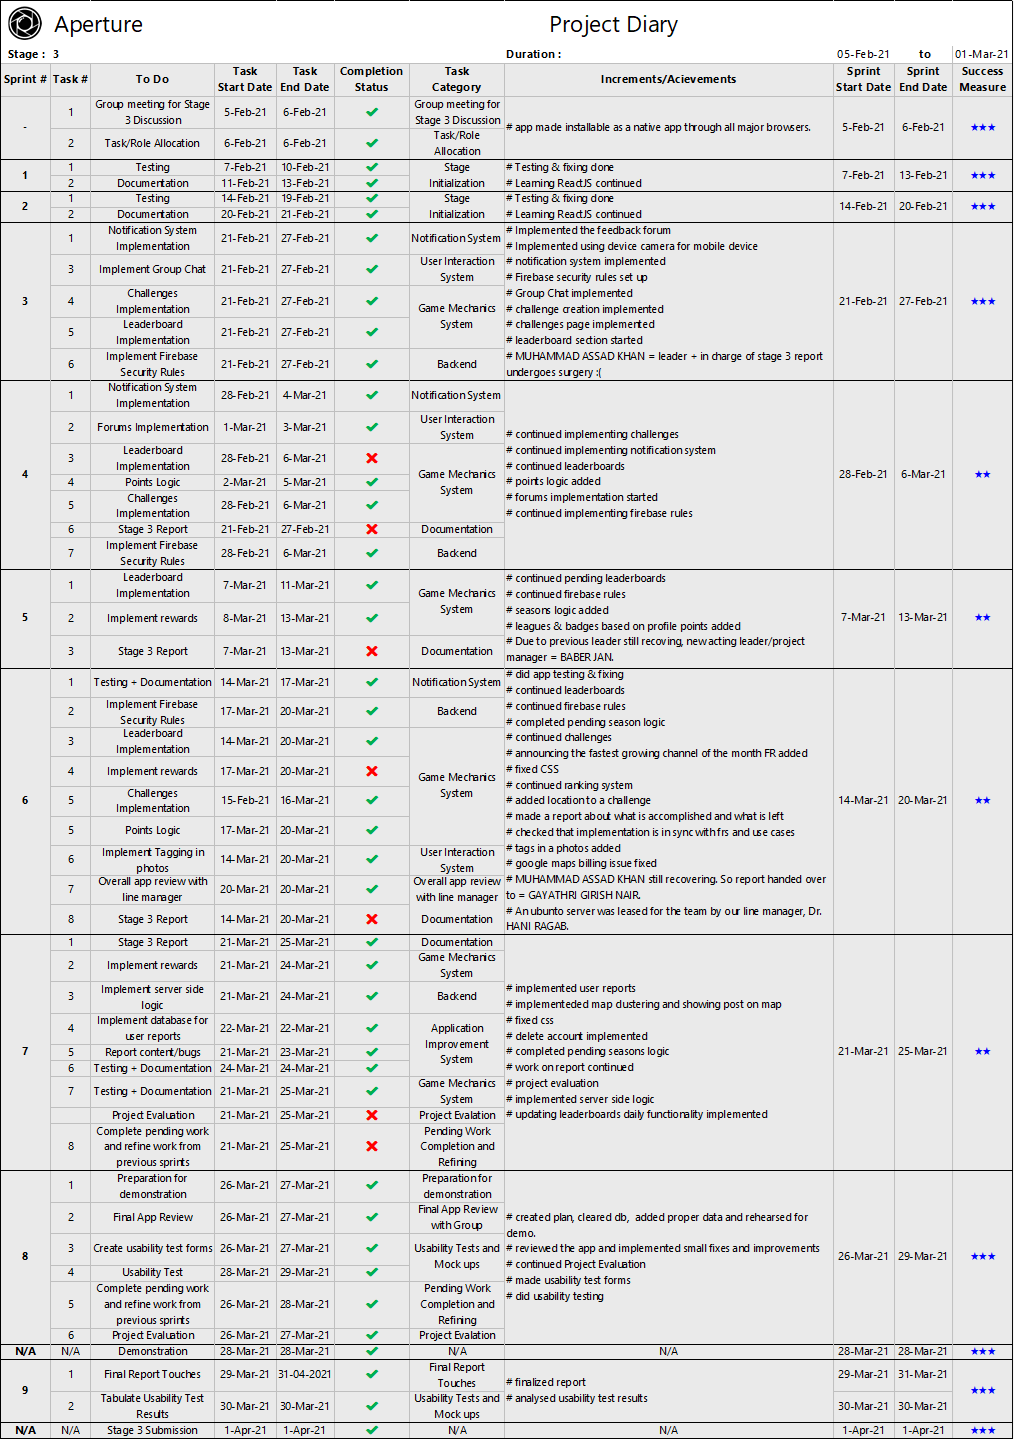 Aperture Project Diary
Stage : 3 Duration : 05-Feb-21 to 01-Mar-21
Sprint # Task # To Do Task Start Date Task End Date Completion Status Task Category Increments/Acievements Sprint Start Date Sprint End Date Success Measure
- 1 Group meeting for Stage 3 Discussion 5-Feb-21 6-Feb-21 ✔ Group meeting for Stage 3 Discussion # app made installable as a native app through all major browsers. 5-Feb-21 6-Feb-21 ★★★
2 Task/Role Allocation 6-Feb-21 6-Feb-21 ✔ Task/Role Allocation
1 1 Testing 7-Feb-21 10-Feb-21 ✔ Stage Initialization # Testing & fixing done 7-Feb-21 13-Feb-21 ★★★
2 Documentation 11-Feb-21 13-Feb-21 ✔ # Learning ReactJS continued
2 1 Testing 14-Feb-21 19-Feb-21 ✔ Stage Initialization # Testing & fixing done 14-Feb-21 20-Feb-21 ★★★
2 Documentation 20-Feb-21 21-Feb-21 ✔ # Learning ReactJS continued
3 1 Notification System Implementation 21-Feb-21 27-Feb-21 ✔ Notification System
3 Implement Group Chat 21-Feb-21 27-Feb-21 ✔ User Interaction System
4 Challenges Implementation 21-Feb-21 27-Feb-21 ✔ Game Mechanics System
5 Leaderboard Implementation 21-Feb-21 27-Feb-21 ✔
6 Implement Firebase Security Rules 21-Feb-21 27-Feb-21 ✔ Backend
# Implemented the feedback forum
# Implemented using device camera for mobile device
# notification system implemented
# Firebase security rules set up
# Group Chat implemented
# challenge creation implemented
# challenges page implemented
# leaderboard section started
# MUHAMMAD ASSAD KHAN = leader + in charge of stage 3 report
undergoes surgery :(
21-Feb-21 27-Feb-21 ★★★
4 1 Notification System Implementation 28-Feb-21 4-Mar-21 ✔ Notification System
2 Forums Implementation 1-Mar-21 3-Mar-21 ✔ User Interaction System
3 Leaderboard Implementation 28-Feb-21 6-Mar-21 ✖ Game Mechanics System
4 Points Logic 2-Mar-21 5-Mar-21 ✔
5 Challenges Implementation 28-Feb-21 6-Mar-21 ✔
6 Stage 3 Report 21-Feb-21 27-Feb-21 ✖ Documentation
7 Implement Firebase Security Rules 28-Feb-21 6-Mar-21 ✔ Backend
# continued implementing challenges
# continued implementing notification system
# continued leaderboards
# points logic added
# forums implementation started
# continued implementing firebase rules
28-Feb-21 6-Mar-21 ★★
5 1 Leaderboard Implementation 7-Mar-21 11-Mar-21 ✔ Game Mechanics System
2 Implement rewards 8-Mar-21 13-Mar-21 ✔
3 Stage 3 Report 7-Mar-21 13-Mar-21 ✖ Documentation
# continued pending leaderboards
# continued firebase rules
# seasons logic added
# leagues & badges based on profile points added
# Due to previous leader still recoving, new acting leader/project
manager = BABER JAN.
7-Mar-21 13-Mar-21 ★★
6 1 Testing + Documentation 14-Mar-21 17-Mar-21 ✔ Notification System
2 Implement Firebase Security Rules 17-Mar-21 20-Mar-21 ✔ Backend
3 Leaderboard Implementation 14-Mar-21 20-Mar-21 ✔ Game Mechanics System
4 Implement rewards 17-Mar-21 20-Mar-21 ✖
5 Challenges Implementation 15-Feb-21 16-Mar-21 ✔
5 Points Logic 17-Mar-21 20-Mar-21 ✔
6 Implement Tagging in photos 14-Mar-21 20-Mar-21 ✔ User Interaction System
7 Overall app review with line manager 20-Mar-21 20-Mar-21 ✔ Overall app review with line manager
8 Stage 3 Report 14-Mar-21 20-Mar-21 ✖ Documentation
# did app testing & fixing
# continued leaderboards
# continued firebase rules
# completed pending season logic
# continued challenges
# announcing the fastest growing channel of the month FR added
# fixed CSS
# continued ranking system
# added location to a challenge
# made a report about what is accomplished and what is left
# checked that implementation is in sync with frs and use cases
# tags in a photos added
# google maps billing issue fixed
# MUHAMMAD ASSAD KHAN still recovering. So report handed over
to = GAYATHRI GIRISH NAIR.
# An ubunto server was leased for the team by our line manager, Dr.
HANI RAGAB.
14-Mar-21 20-Mar-21 ★★
7 1 Stage 3 Report 21-Mar-21 25-Mar-21 ✔ Documentation
2 Implement rewards 21-Mar-21 24-Mar-21 ✔ Game Mechanics System
3 Implement server side logic 21-Mar-21 24-Mar-21 ✔ Backend
4 Implement database for user reports 22-Mar-21 22-Mar-21 ✔ Application Improvement System
5 Report content/bugs 21-Mar-21 23-Mar-21 ✔
6 Testing + Documentation 24-Mar-21 24-Mar-21 ✔
7 Testing + Documentation 21-Mar-21 25-Mar-21 ✔ Game Mechanics System
Project Evaluation 21-Mar-21 25-Mar-21 ✖ Project Evalation
8 Complete pending work and refine work from previous sprints 21-Mar-21 25-Mar-21 ✖ Pending Work Completion and Refining
# implemented user reports
# implementeded map clustering and showing post on map
# fixed css
# delete account implemented
# completed pending seasons logic
# work on report continued
# project evaluation
# implemented server side logic
# updating leaderboards daily functionality implemented
21-Mar-21 25-Mar-21 ★★
8 1 Preparation for demonstration 26-Mar-21 27-Mar-21 ✔ Preparation for demonstration
2 Final App Review 26-Mar-21 27-Mar-21 ✔ Final App Review with Group
3 Create usability test forms 26-Mar-21 27-Mar-21 ✔ Usability Tests and Mock ups
4 Usability Test 28-Mar-21 29-Mar-21 ✔
5 Complete pending work and refine work from previous sprints 26-Mar-21 28-Mar-21 ✔ Pending Work Completion and Refining
6 Project Evaluation 26-Mar-21 27-Mar-21 ✔ Project Evalation
# created plan, cleared db, added proper data and rehearsed for
demo.
# reviewed the app and implemented small fixes and improvements
# continued Project Evaluation
# made usability test forms
# did usability testing
26-Mar-21 29-Mar-21 ★★★
N/A N/A Demonstration 28-Mar-21 28-Mar-21 ✔ N/A N/A 28-Mar-21 28-Mar-21 ★★★
9 1 Final Report Touches 29-Mar-21 31-04-2021 ✔ Final Report Touches # finalized report 29-Mar-21 31-Mar-21 ★★★
2 Tabulate Usability Test Results 30-Mar-21 30-Mar-21 ✔ Usability Tests and Mock ups # analysed usability test results 30-Mar-21 30-Mar-21
N/A N/A Stage 3 Submission 1-Apr-21 1-Apr-21 ✔ N/A N/A 1-Apr-21 1-Apr-21 ★★★